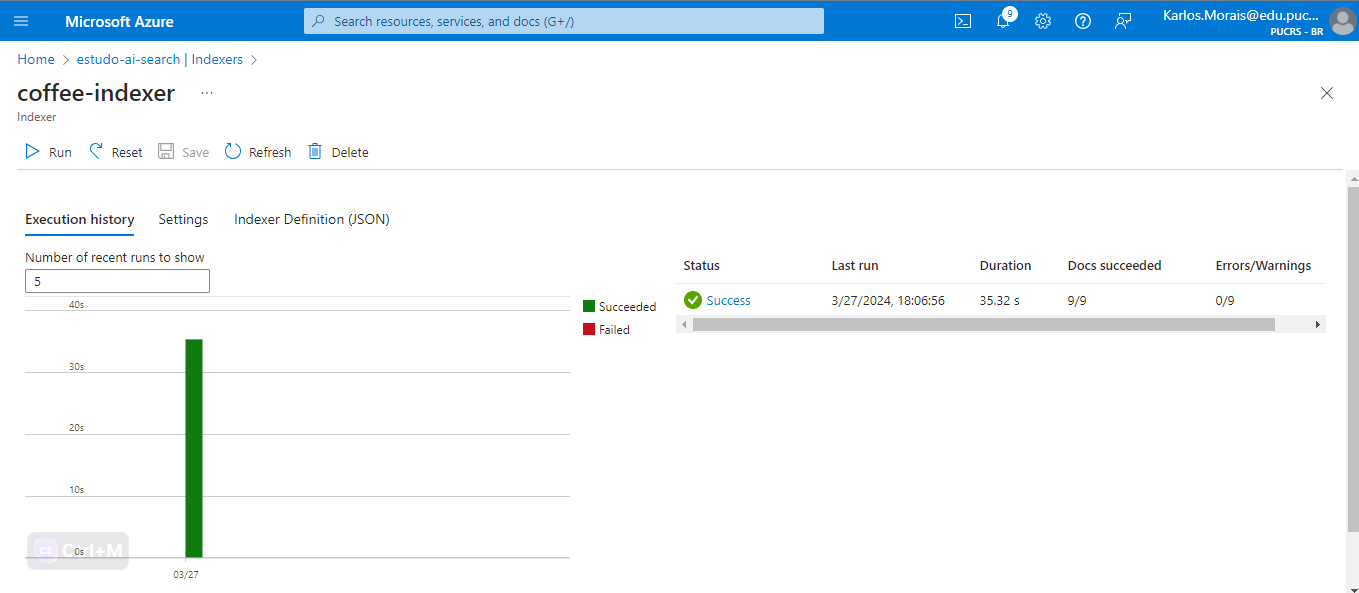 Microsoft Azure
Search resources, services, and docs (G+/)
9
Karlos.Morais@edu.puc...
PUCRS - BR
Home > estudo-ai-search | Indexers >
coffee-indexer ...
Indexer
Run Reset Save Refresh Delete
Execution history Settings Indexer Definition (JSON)
Number of recent runs to show
5
40s
30s
20s
10s
0s
03/27
Succeeded
Failed
Status Last run Duration Docs succeeded Errors/Warnings
Success 3/27/2024, 18:06:56 35.32 s 9/9 0/9
CS Ctrl+M